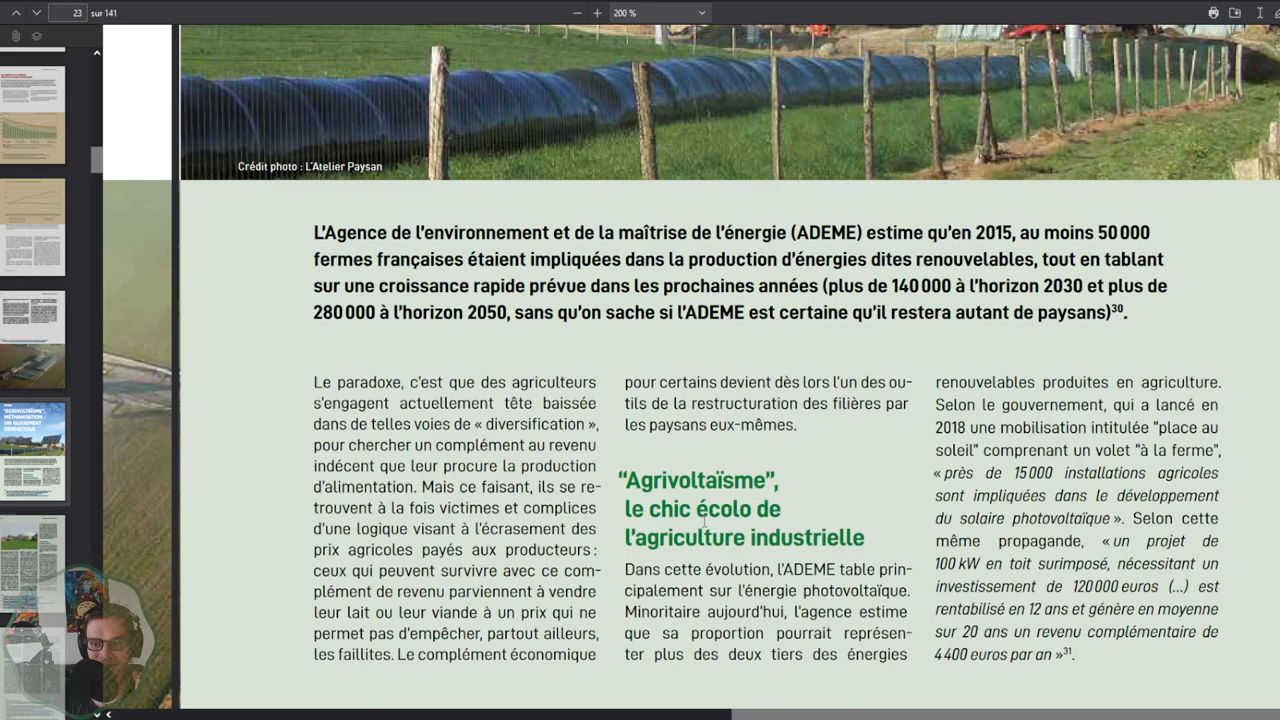 23 sur 141
200 %
"AGRIVOLTAÏSME",
MÉTHANISATION :
UN GLISSEMENT
DRAMATIQUE
Crédit photo : L'Atelier Paysan
L'Agence de l'environnement et de la maîtrise de l'énergie (ADEME) estime qu'en 2015, au moins 50 000
fermes françaises étaient impliquées dans la production d'énergies dites renouvelables, tout en tablant
sur une croissance rapide prévue dans les prochaines années (plus de 140 000 à l'horizon 2030 et plus de
280 000 à l'horizon 2050, sans qu'on sache si l'ADEME est certaine qu'il restera autant de paysans)³⁰.
Le paradoxe, c'est que des agriculteurs
s'engagent actuellement tête baissée
dans de telles voies de « diversification »,
pour chercher un complément au revenu
indécent que leur procure la production
d'alimentation. Mais ce faisant, ils se re-
trouvent à la fois victimes et complices
d'une logique visant à l'écrasement des
prix agricoles payés aux producteurs :
ceux qui peuvent survivre avec ce com-
plément de revenu parviennent à vendre
leur lait ou leur viande à un prix qui ne
permet pas d'empêcher, partout ailleurs,
les faillites. Le complément économique
pour certains devient dès lors l'un des ou-
tils de la restructuration des filières par
les paysans eux-mêmes.
“Agrivoltaïsme”,
le chic écolo de
l'agriculture industrielle
Dans cette évolution, l'ADEME table prin-
cipalement sur l'énergie photovoltaïque.
Minoritaire aujourd'hui, l'agence estime
que sa proportion pourrait représen-
ter plus des deux tiers des énergies
renouvelables produites en agriculture.
Selon le gouvernement, qui a lancé en
2018 une mobilisation intitulée “place au
soleil” comprenant un volet “à la ferme”,
« près de 15 000 installations agricoles
sont impliquées dans le développement
du solaire photovoltaïque ». Selon cette
même propagande, « un projet de
100 kW en toit surimposé, nécessitant un
investissement de 120 000 euros (...) est
rentabilisé en 12 ans et génère en moyenne
sur 20 ans un revenu complémentaire de
4 400 euros par an »³¹.